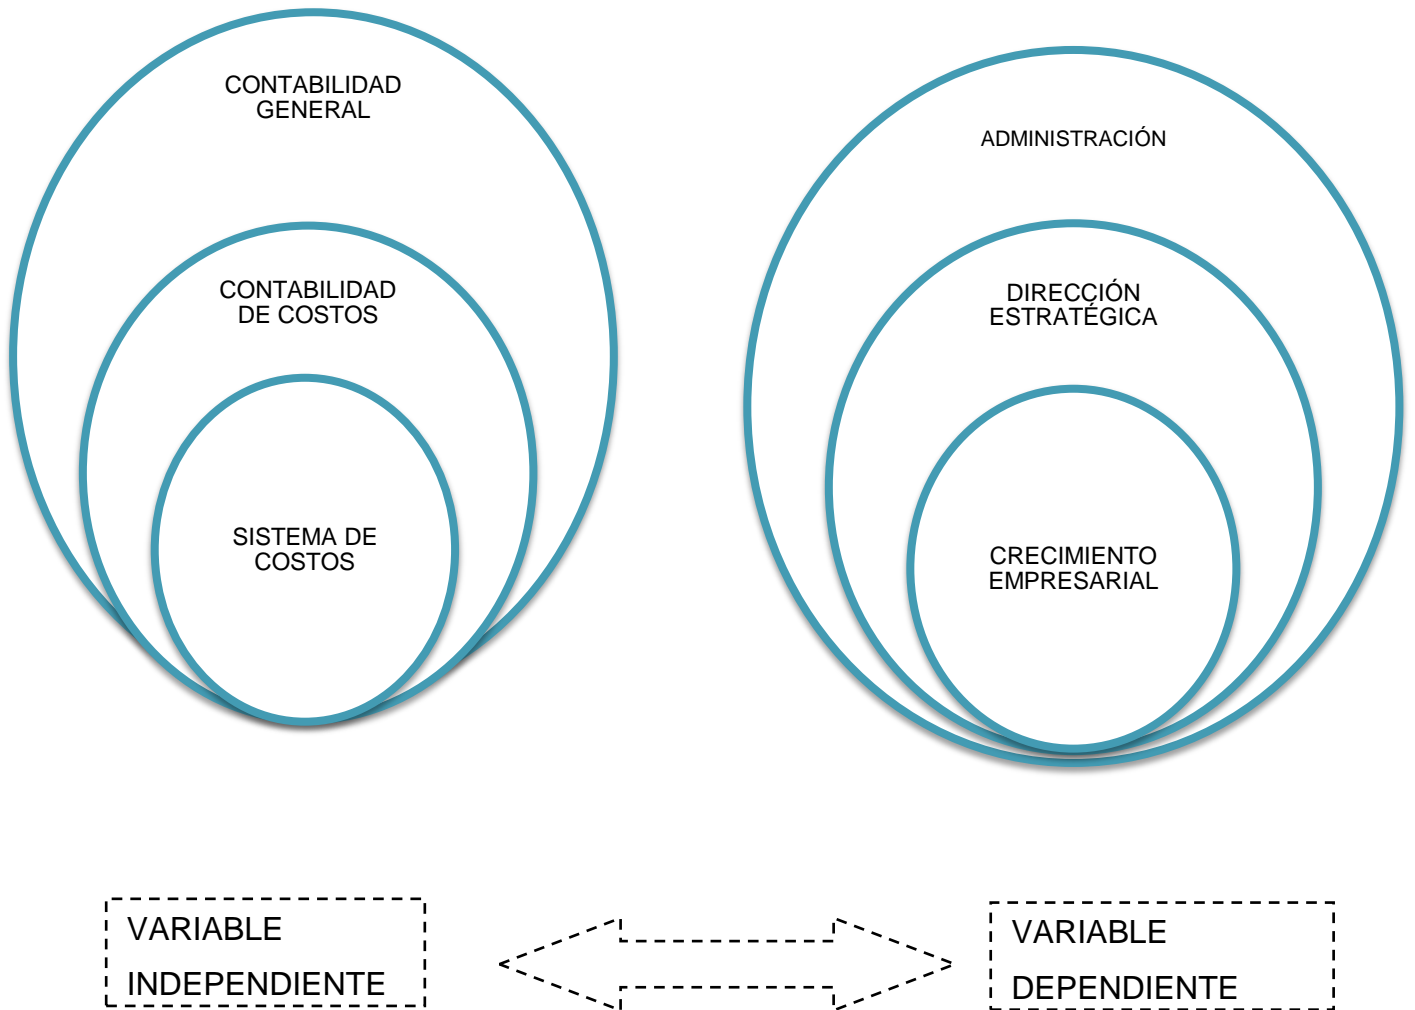 CONTABILIDAD
GENERAL
CONTABILIDAD
DE COSTOS
SISTEMA DE
COSTOS
ADMINISTRACIÓN
DIRECCIÓN
ESTRATÉGICA
CRECIMIENTO
EMPRESARIAL
VARIABLE
INDEPENDIENTE
VARIABLE
DEPENDIENTE